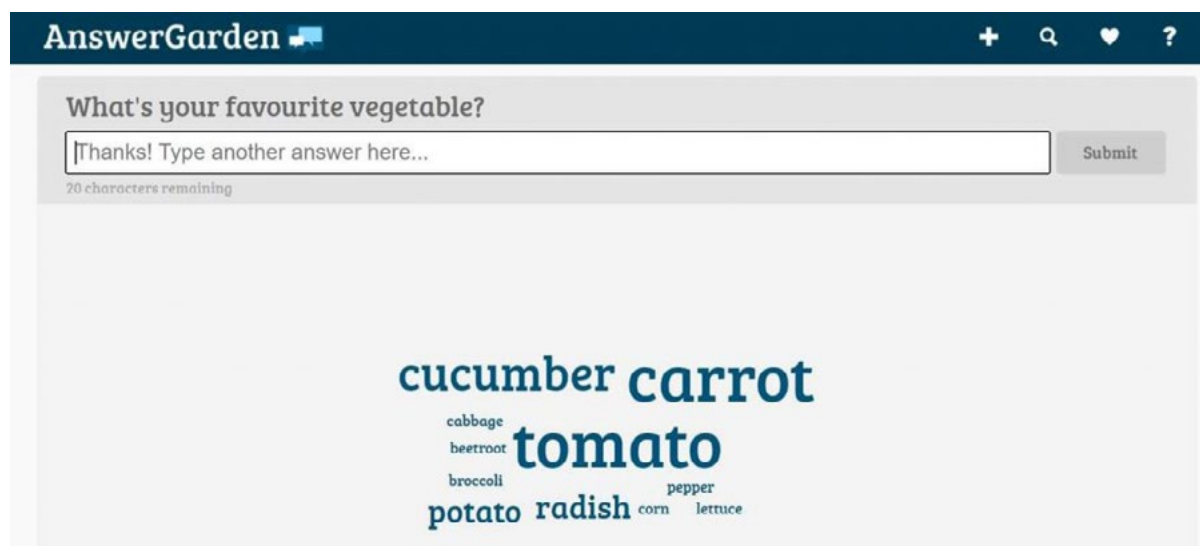 AnswerGarden
What's your favourite vegetable?
Thanks! Type another answer here...
Submit
20 characters remaining
cucumber carrot
cabbage
beetroot tomato
broccoli
pepper
potato radish corn lettuce